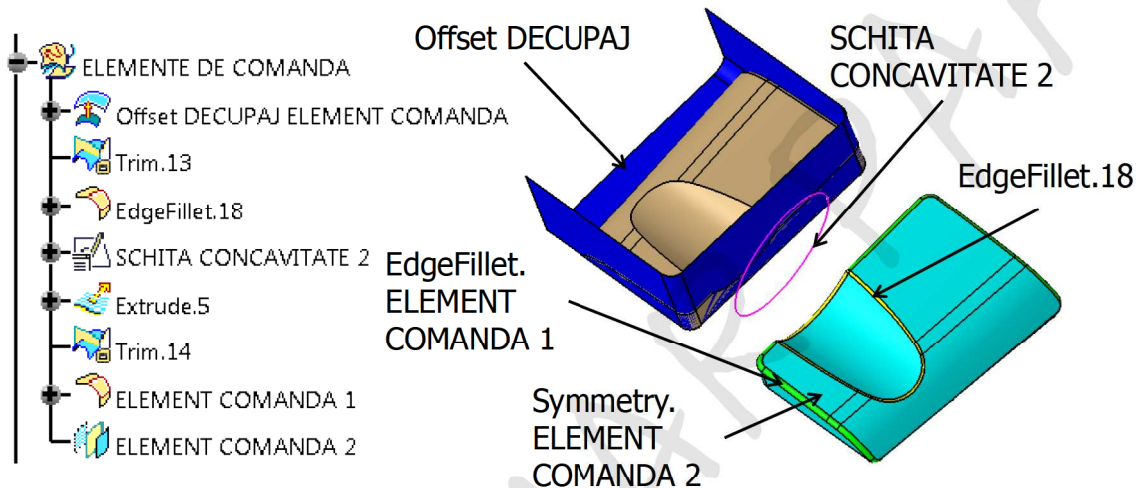 ELEMENTE DE COMANDA
Offset DECUPAJ ELEMENT COMANDA
Trim.13
EdgeFillet.18
SCHITA CONCAVITATE 2
Extrude.5
Trim.14
ELEMENT COMANDA 1
ELEMENT COMANDA 2
Offset DECUPAJ
SCHITA
CONCAVITATE 2
EdgeFillet.18
EdgeFillet.
ELEMENT
COMANDA 1
Symmetry.
ELEMENT
COMANDA 2